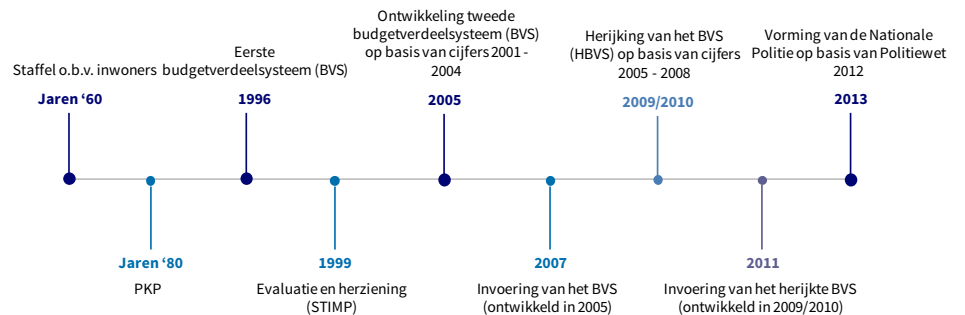 Staffel o.b.v. inwoners
Jaren ‘60
Eerste
budgetverdeelsysteem (BVS)
1996
Ontwikkeling tweede
budgetverdeelsysteem (BVS)
op basis van cijfers 2001 -
2004
2005
Herijking van het BVS
(HBVS) op basis van cijfers
2005 - 2008
2009/2010
Vorming van de Nationale
Politie op basis van Politiewet
2012
2013
Jaren ‘80
PKP
1999
Evaluatie en herziening
(STIMP)
2007
Invoering van het BVS
(ontwikkeld in 2005)
2011
Invoering van het herijkte BVS
(ontwikkeld in 2009/2010)